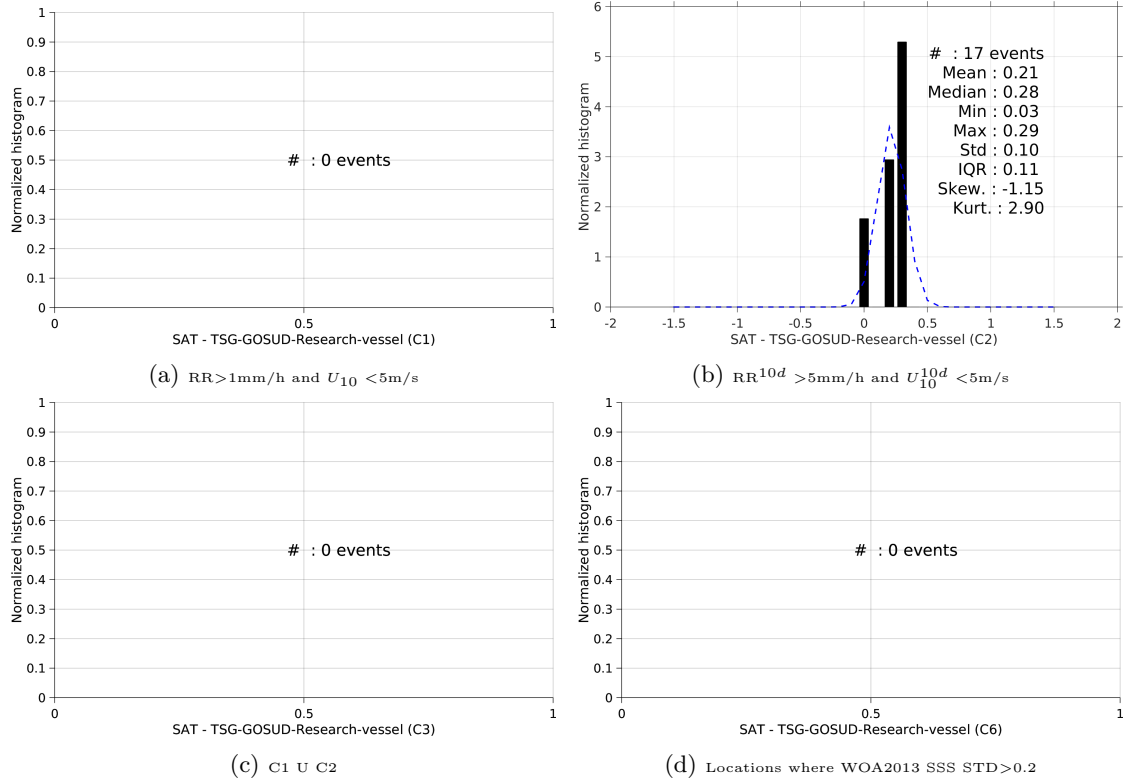 1
0.9
0.8
0.7
0.6
0.5
0.4
0.3
0.2
0.1
0
Normalized histogram
# : 0 events
0 0.5 1
SAT - TSG-GOSUD-Research-vessel (C1)
(a) RR>1mm/h and U10 <5m/s
6
5
4
3
2
1
0
Normalized histogram
# : 17 events
Mean : 0.21
Median : 0.28
Min : 0.03
Max : 0.29
Std : 0.10
IQR : 0.11
Skew. : -1.15
Kurt. : 2.90
-2 -1.5 -1 -0.5 0 0.5 1 1.5 2
SAT - TSG-GOSUD-Research-vessel (C2)
(b) RR^10d >5mm/h and U_10^10d <5m/s
1
0.9
0.8
0.7
0.6
0.5
0.4
0.3
0.2
0.1
0
Normalized histogram
# : 0 events
0 0.5 1
SAT - TSG-GOSUD-Research-vessel (C3)
(c) C1 U C2
1
0.9
0.8
0.7
0.6
0.5
0.4
0.3
0.2
0.1
0
Normalized histogram
# : 0 events
0 0.5 1
SAT - TSG-GOSUD-Research-vessel (C6)
(d) Locations where WOA2013 SSS STD>0.2